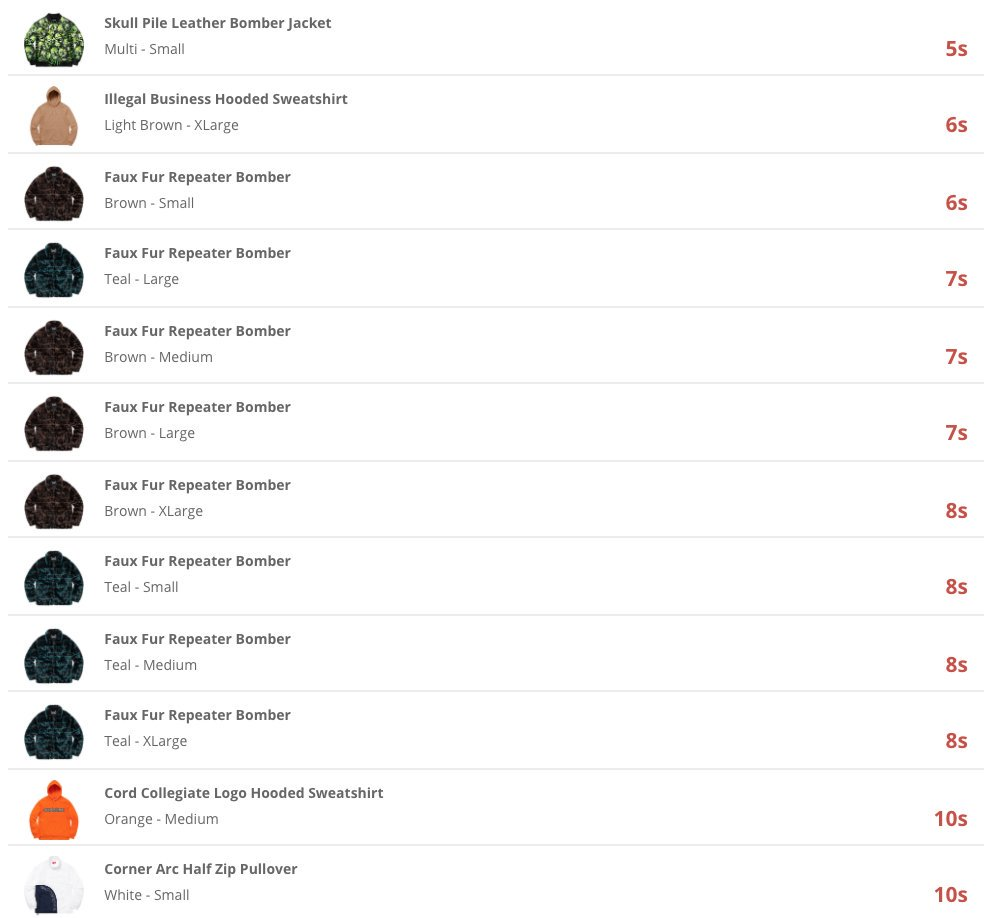 Skull Pile Leather Bomber Jacket
Multi - Small
5s
Illegal Business Hooded Sweatshirt
Light Brown - XLarge
6s
Faux Fur Repeater Bomber
Brown - Small
6s
Faux Fur Repeater Bomber
Teal - Large
7s
Faux Fur Repeater Bomber
Brown - Medium
7s
Faux Fur Repeater Bomber
Brown - Large
7s
Faux Fur Repeater Bomber
Brown - XLarge
8s
Faux Fur Repeater Bomber
Teal - Small
8s
Faux Fur Repeater Bomber
Teal - Medium
8s
Faux Fur Repeater Bomber
Teal - XLarge
8s
Cord Collegiate Logo Hooded Sweatshirt
Orange - Medium
10s
Corner Arc Half Zip Pullover
White - Small
10s